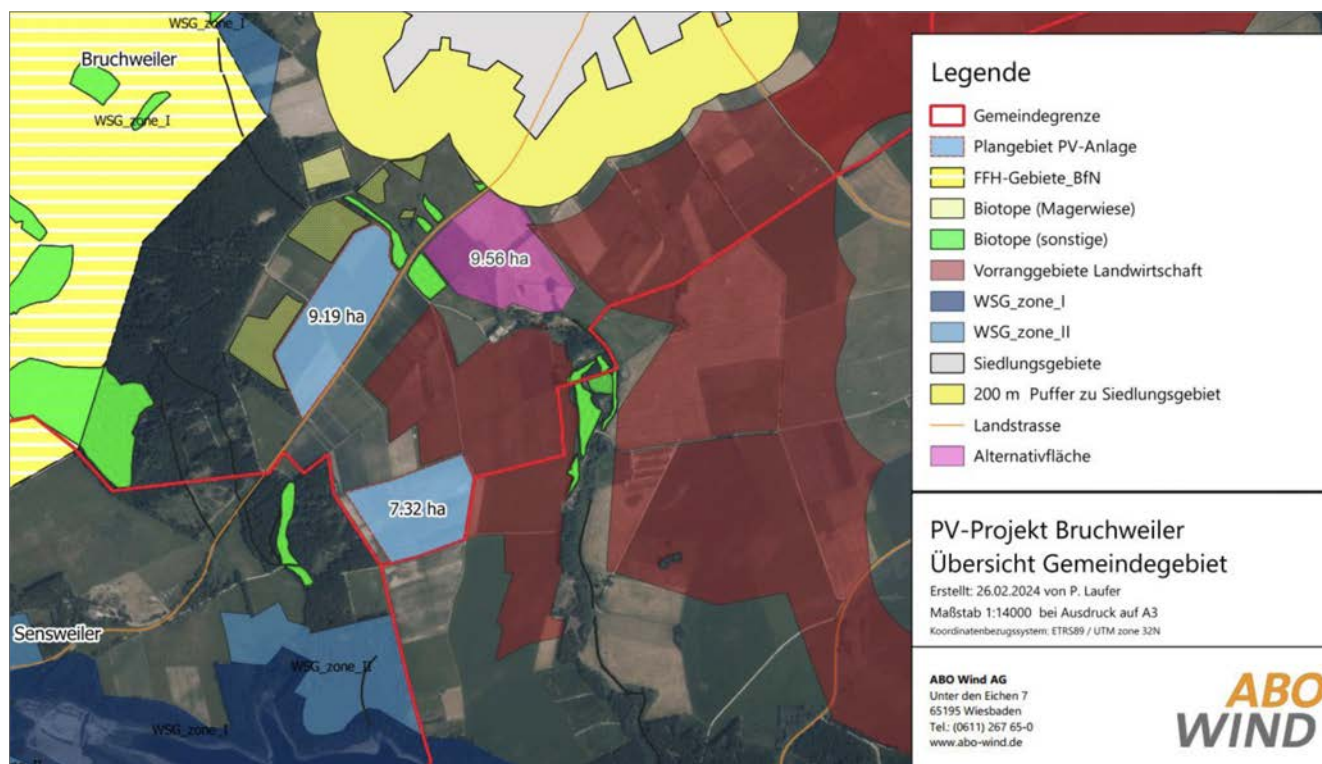 WSG_zone_I
Bruchweiler
WSG_zone_I
9.56 ha
9.19 ha
7.32 ha
Sensweiler
WSG_zone_II
WSG_zone_I
Legende
Gemeindegrenze
Plangebiet PV-Anlage
FFH-Gebiete_BfN
Biotope (Magerwiese)
Biotope (sonstige)
Vorranggebiete Landwirtschaft
WSG_zone_I
WSG_zone_II
Siedlungsgebiete
200 m Puffer zu Siedlungsgebiet
Landstrasse
Alternativfläche
PV-Projekt Bruchweiler
Übersicht Gemeindegebiet
Erstellt: 26.02.2024 von P. Laufer
Maßstab 1:14000 bei Ausdruck auf A3
Koordinatenbezugssystem: ETRS89 / UTM zone 32N
ABO Wind AG
Unter den Eichen 7
65195 Wiesbaden
Tel.: (0611) 267 65-0
www.abo-wind.de
ABO
WIND